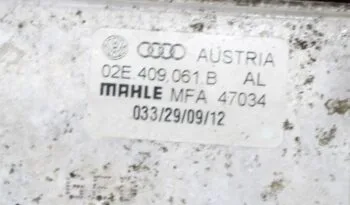 AUSTRIA
02E.409.061.B AL
MAHLE MFA 47034
033/29/09/12